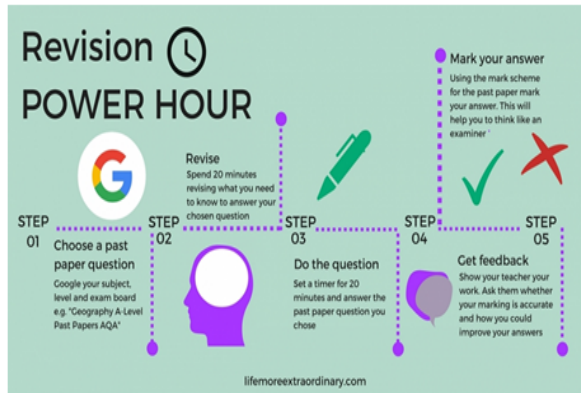 Revision
POWER HOUR
G
STEP
01
Choose a past
paper question
Google your subject,
level and exam board
e.g. "Geography A-Level
Past Papers AQA"
STEP
02
Revise
Spend 20 minutes
revising what you need
to know to answer your
chosen question
STEP
03
Do the question
Set a timer for 20
minutes and answer the
past paper question you
chose
STEP
04
Mark your answer
Using the mark scheme
for the past paper mark
your answer. This will
help you to think like an
examiner '
STEP
05
Get feedback
Show your teacher your
work. Ask them whether
your marking is accurate
and how you could
improve your answers
lifemoreextraordinary.com